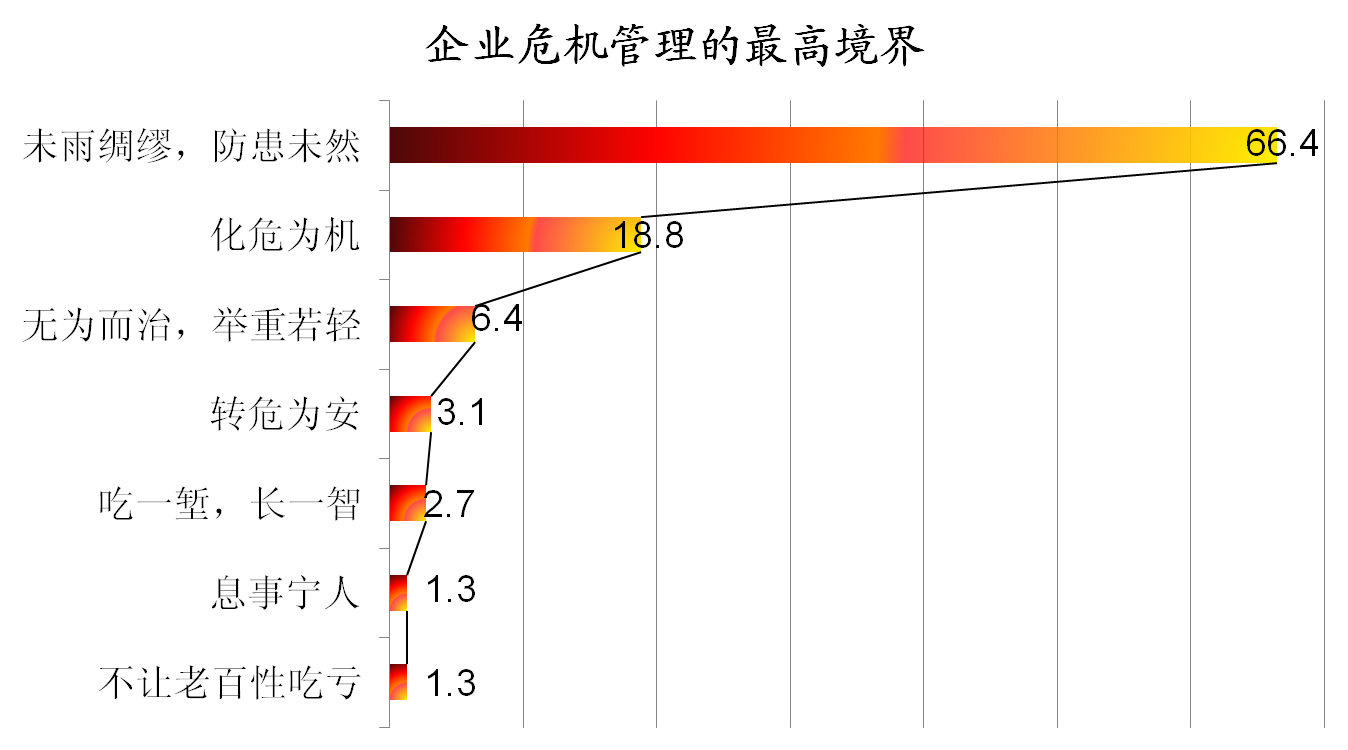 企业危机管理的最高境界
未雨绸缪，防患未然
66.4
化危为机
18.8
无为而治，举重若轻
6.4
转危为安
3.1
吃一堑，长一智
2.7
息事宁人
1.3
不让老百性吃亏
1.3